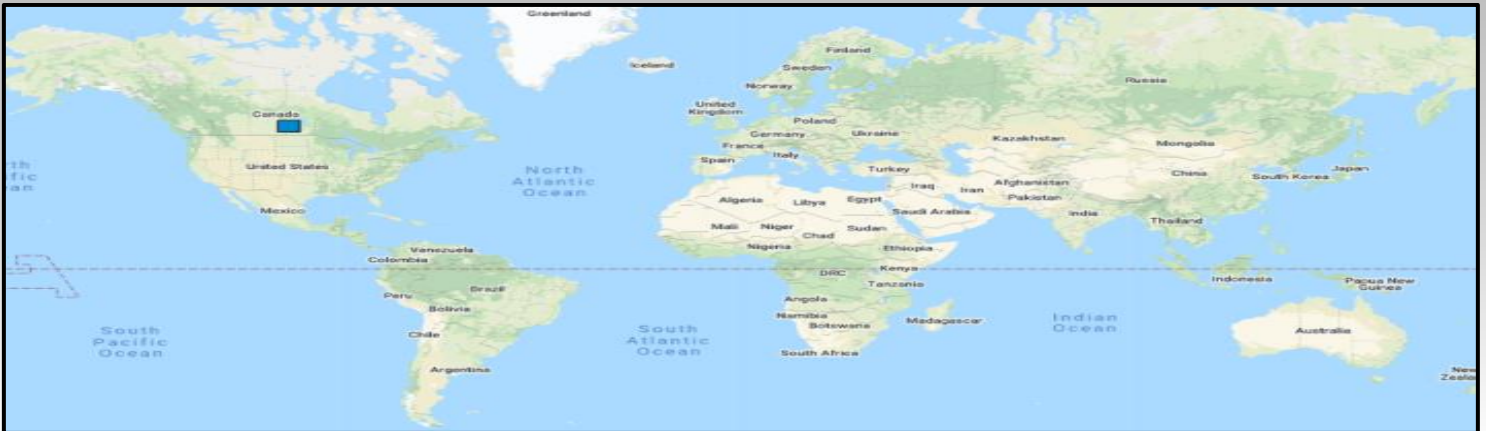 Greenland
Iceland
Finland
Sweden
Norway
Russia
United
Kingdom
Poland
Germany
Ukraine
France
Italy
Spain
Turkey
Kazakhstan
Mongolia
China
South Korea
Japan
Afghanistan
Pakistan
Iran
Iraq
India
Thailand
Saudi Arabia
Algeria
Libya
Egypt
Mali
Niger
Chad
Sudan
Nigeria
Ethiopia
DRC
Kenya
Tanzania
Angola
Namibia
Botswana
Madagascar
South Africa
Canada
United States
Mexico
Venezuela
Colombia
Peru
Brazil
Bolivia
Chile
Argentina
North
Atlantic
Ocean
South
Pacific
Ocean
South
Atlantic
Ocean
Indian
Ocean
Indonesia
Papua New
Guinea
Australia
New